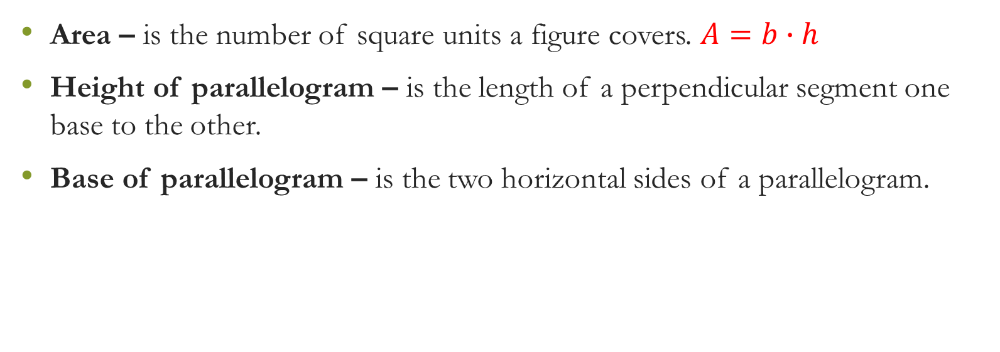 • Area – is the number of square units a figure covers. A = b · h
• Height of parallelogram – is the length of a perpendicular segment one
base to the other.
• Base of parallelogram – is the two horizontal sides of a parallelogram.